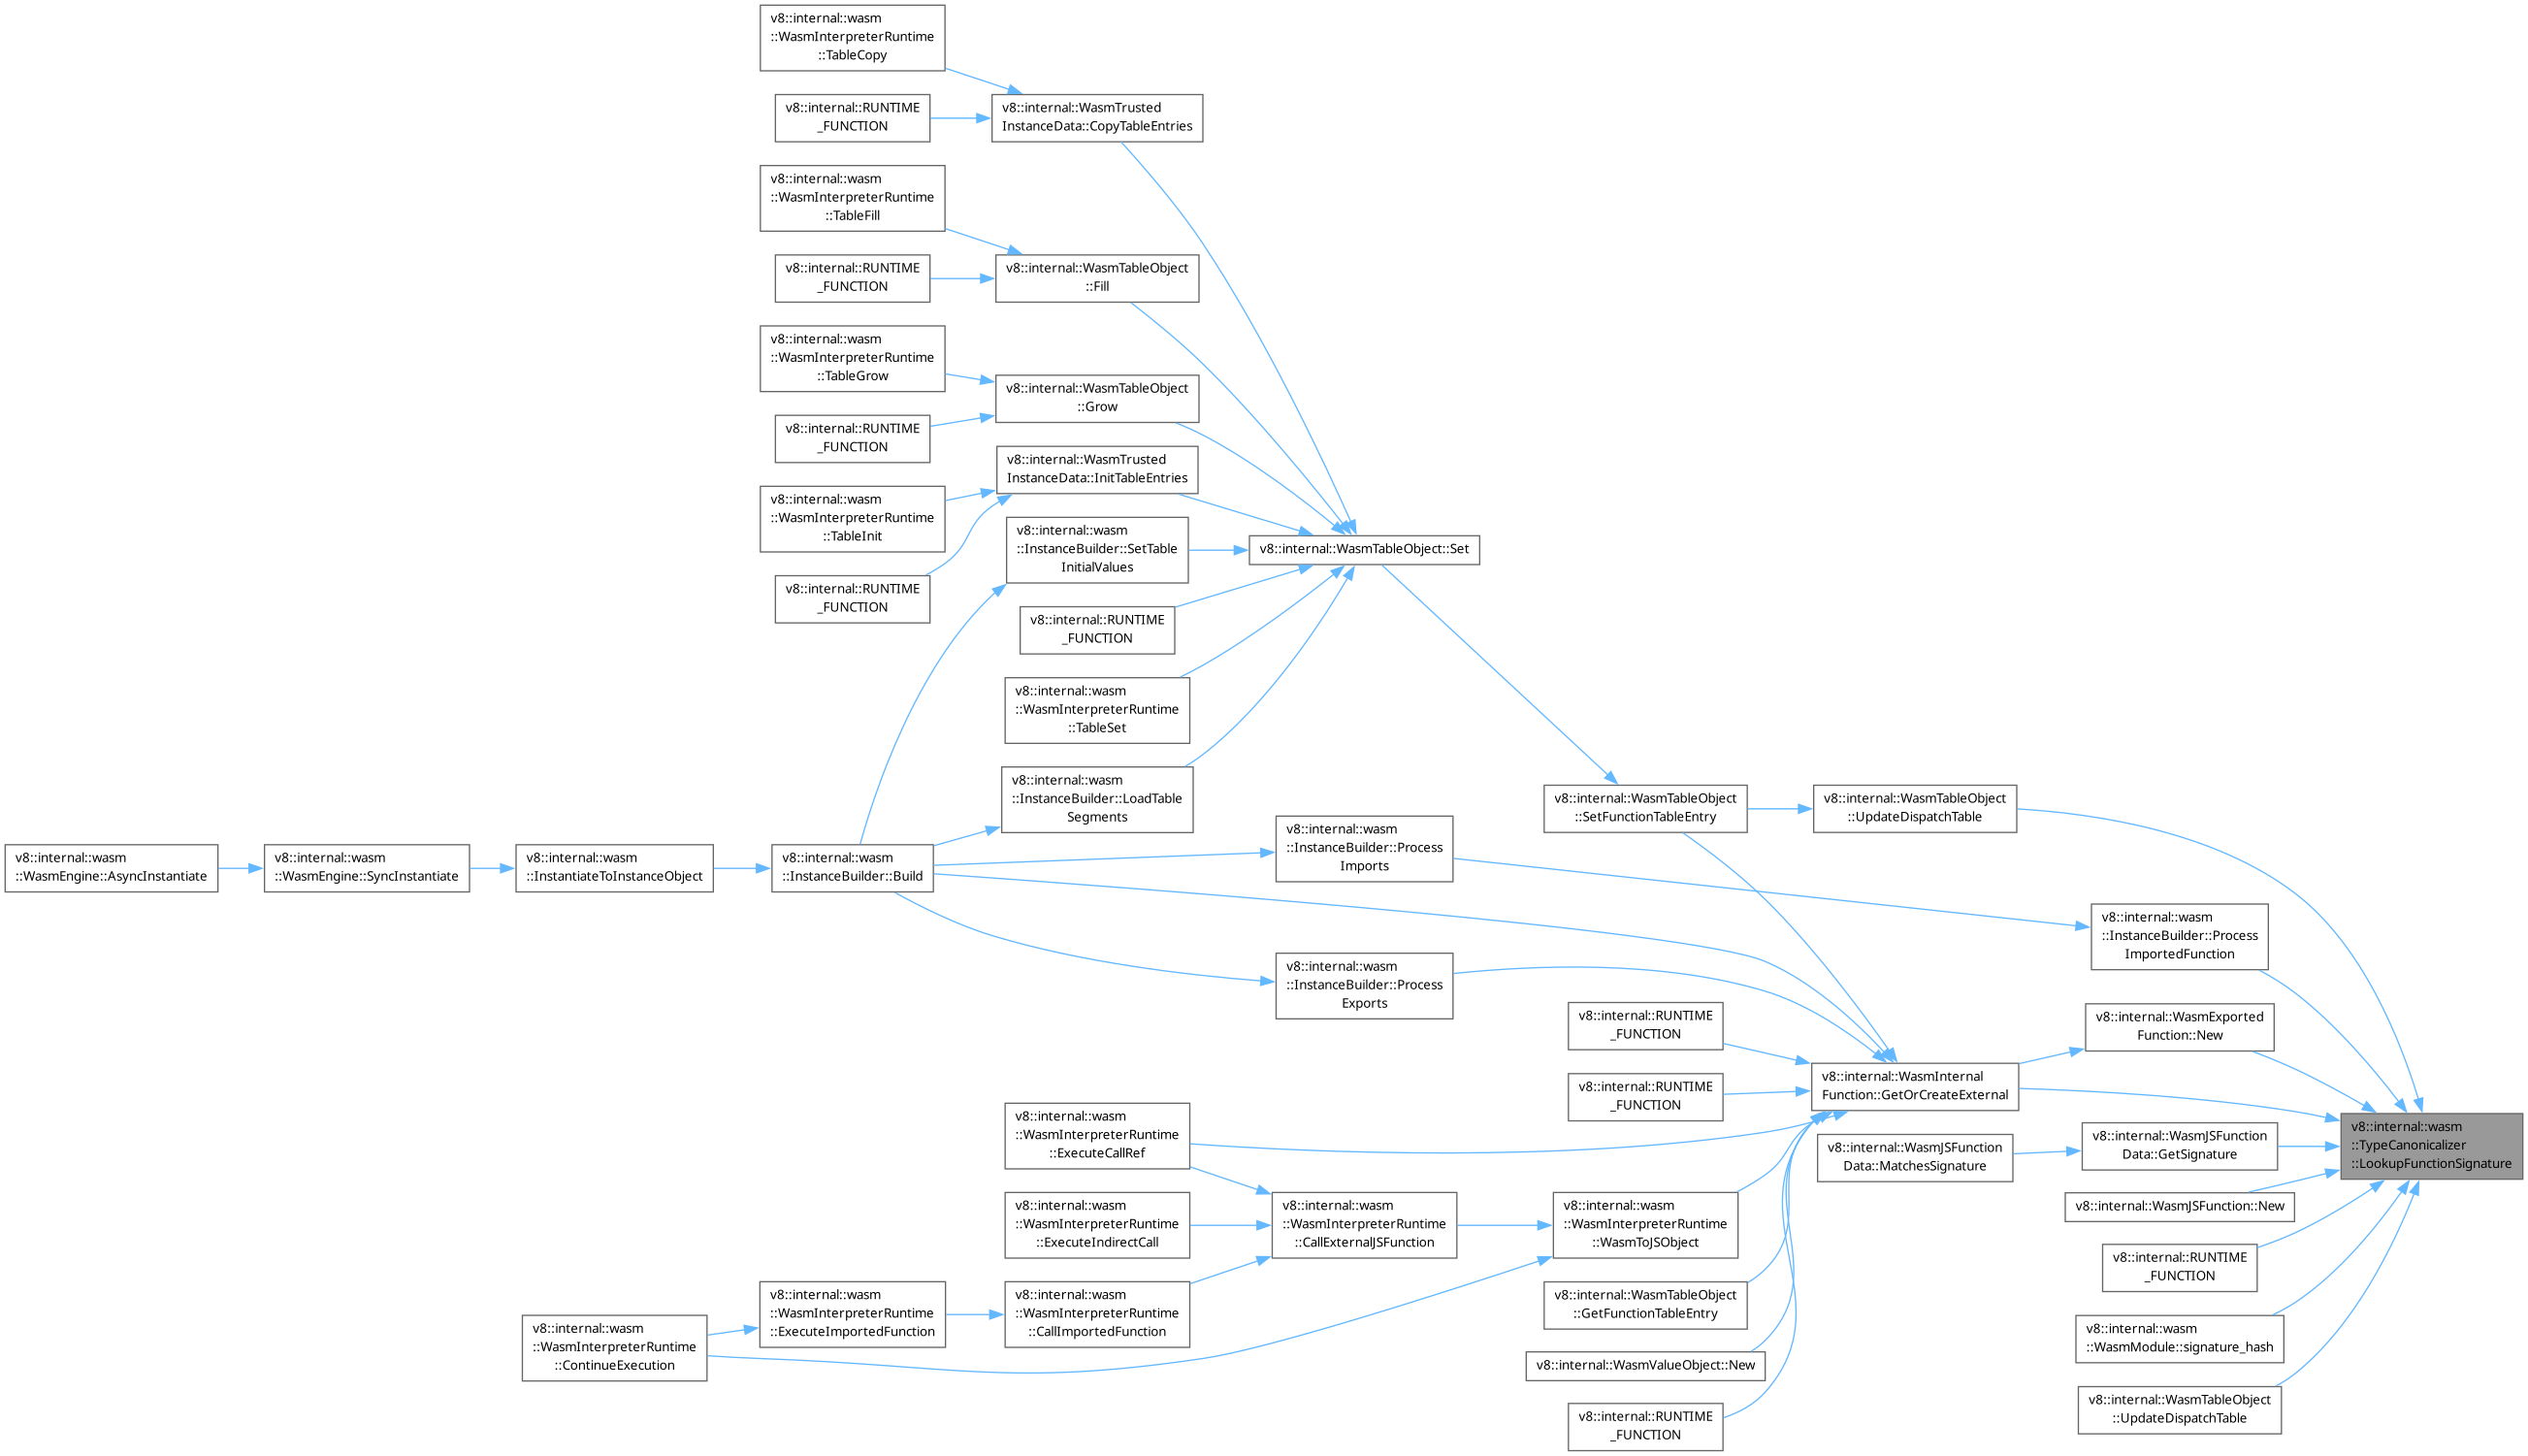 v8::internal::wasm
::WasmInterpreterRuntime
::TableCopy
v8::internal::RUNTIME
_FUNCTION
v8::internal::WasmTrusted
InstanceData::CopyTableEntries
v8::internal::wasm
::WasmInterpreterRuntime
::TableFill
v8::internal::RUNTIME
_FUNCTION
v8::internal::WasmTableObject
::Fill
v8::internal::wasm
::WasmInterpreterRuntime
::TableGrow
v8::internal::RUNTIME
_FUNCTION
v8::internal::WasmTableObject
::Grow
v8::internal::WasmTrusted
InstanceData::InitTableEntries
v8::internal::wasm
::WasmInterpreterRuntime
::TableInit
v8::internal::RUNTIME
_FUNCTION
v8::internal::wasm
::InstanceBuilder::SetTable
InitialValues
v8::internal::WasmTableObject::Set
v8::internal::RUNTIME
_FUNCTION
v8::internal::wasm
::WasmInterpreterRuntime
::TableSet
v8::internal::wasm
::InstanceBuilder::LoadTable
Segments
v8::internal::WasmTableObject
::SetFunctionTableEntry
v8::internal::WasmTableObject
::UpdateDispatchTable
v8::internal::wasm
::InstanceBuilder::Process
Imports
v8::internal::wasm
::WasmEngine::AsyncInstantiate
v8::internal::wasm
::WasmEngine::SyncInstantiate
v8::internal::wasm
::InstantiateToInstanceObject
v8::internal::wasm
::InstanceBuilder::Build
v8::internal::wasm
::InstanceBuilder::Process
ImportedFunction
v8::internal::wasm
::InstanceBuilder::Process
Exports
v8::internal::RUNTIME
_FUNCTION
v8::internal::WasmExported
Function::New
v8::internal::RUNTIME
_FUNCTION
v8::internal::WasmInternal
Function::GetOrCreateExternal
v8::internal::wasm
::WasmInterpreterRuntime
::ExecuteCallRef
v8::internal::WasmJSFunction
Data::MatchesSignature
v8::internal::WasmJSFunction
Data::GetSignature
v8::internal::wasm
::TypeCanonicalizer
::LookupFunctionSignature
v8::internal::wasm
::WasmInterpreterRuntime
::ExecuteIndirectCall
v8::internal::wasm
::WasmInterpreterRuntime
::CallExternalJSFunction
v8::internal::wasm
::WasmInterpreterRuntime
::WasmToJSObject
v8::internal::WasmJSFunction::New
v8::internal::RUNTIME
_FUNCTION
v8::internal::wasm
::WasmInterpreterRuntime
::ContinueExecution
v8::internal::wasm
::WasmInterpreterRuntime
::ExecuteImportedFunction
v8::internal::wasm
::WasmInterpreterRuntime
::CallImportedFunction
v8::internal::WasmTableObject
::GetFunctionTableEntry
v8::internal::wasm
::WasmModule::signature_hash
v8::internal::WasmValueObject::New
v8::internal::WasmTableObject
::UpdateDispatchTable
v8::internal::RUNTIME
_FUNCTION